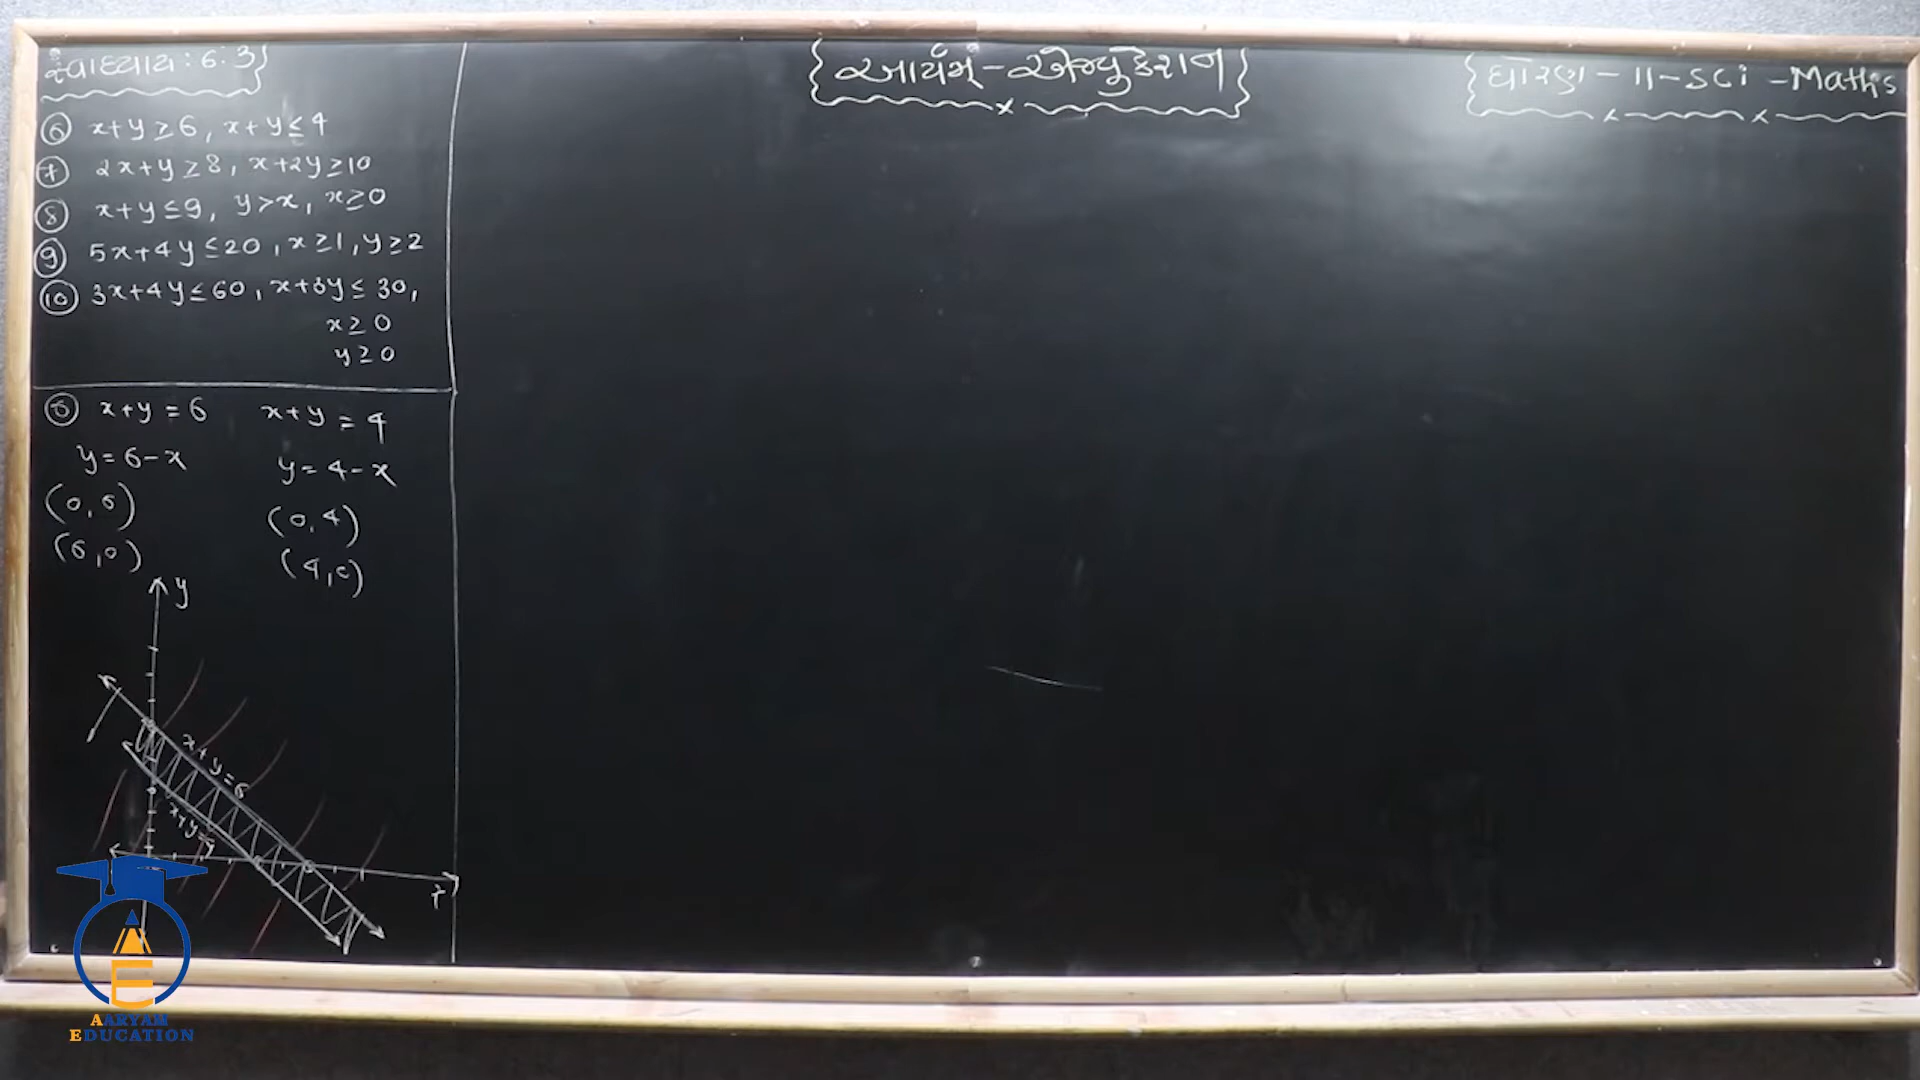 સ્વાધ્યાય : 6.3
આર્યમ્ - એજ્યુકેશન
ધોરણ - 11 - sci - Maths
⑥ x+y ≥ 6, x+y ≤ 4
⑦ 2x+y ≥ 8, x+2y ≥ 10
⑧ x+y ≤ 9, y > x, x ≥ 0
⑨ 5x+4y ≤ 20, x ≥ 1, y ≥ 2
⑩ 3x+4y ≤ 60, x+3y ≤ 30,
x ≥ 0
y ≥ 0
⑥ x+y = 6 x+y = 4
y = 6-x y = 4-x
(0, 6) (0, 4)
(6, 0) (4, 0)
y
x+y=6
x
AARYAM
EDUCATION